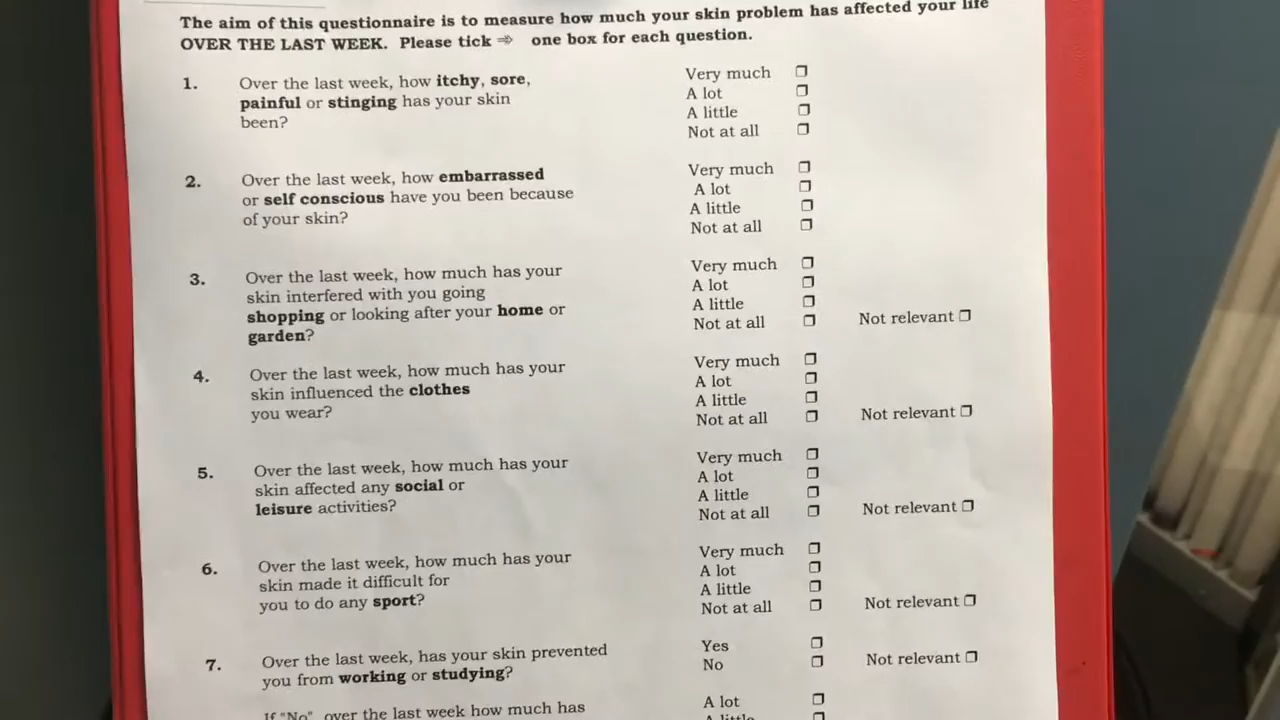 The aim of this questionnaire is to measure how much your skin problem has affected your life
OVER THE LAST WEEK. Please tick ⇒ one box for each question.
1. Over the last week, how itchy, sore, Very much ❒
painful or stinging has your skin A lot ❒
been? A little ❒
Not at all ❒
2. Over the last week, how embarrassed Very much ❒
or self conscious have you been because A lot ❒
of your skin? A little ❒
Not at all ❒
3. Over the last week, how much has your Very much ❒
skin interfered with you going A lot ❒
shopping or looking after your home or A little ❒
garden? Not at all ❒ Not relevant ❒
4. Over the last week, how much has your Very much ❒
skin influenced the clothes A lot ❒
you wear? A little ❒
Not at all ❒ Not relevant ❒
5. Over the last week, how much has your Very much ❒
skin affected any social or A lot ❒
leisure activities? A little ❒
Not at all ❒ Not relevant ❒
6. Over the last week, how much has your Very much ❒
skin made it difficult for A lot ❒
you to do any sport? A little ❒
Not at all ❒ Not relevant ❒
7. Over the last week, has your skin prevented Yes ❒
you from working or studying? No ❒ Not relevant ❒
If "No", over the last week how much has A lot ❒
A little ❒